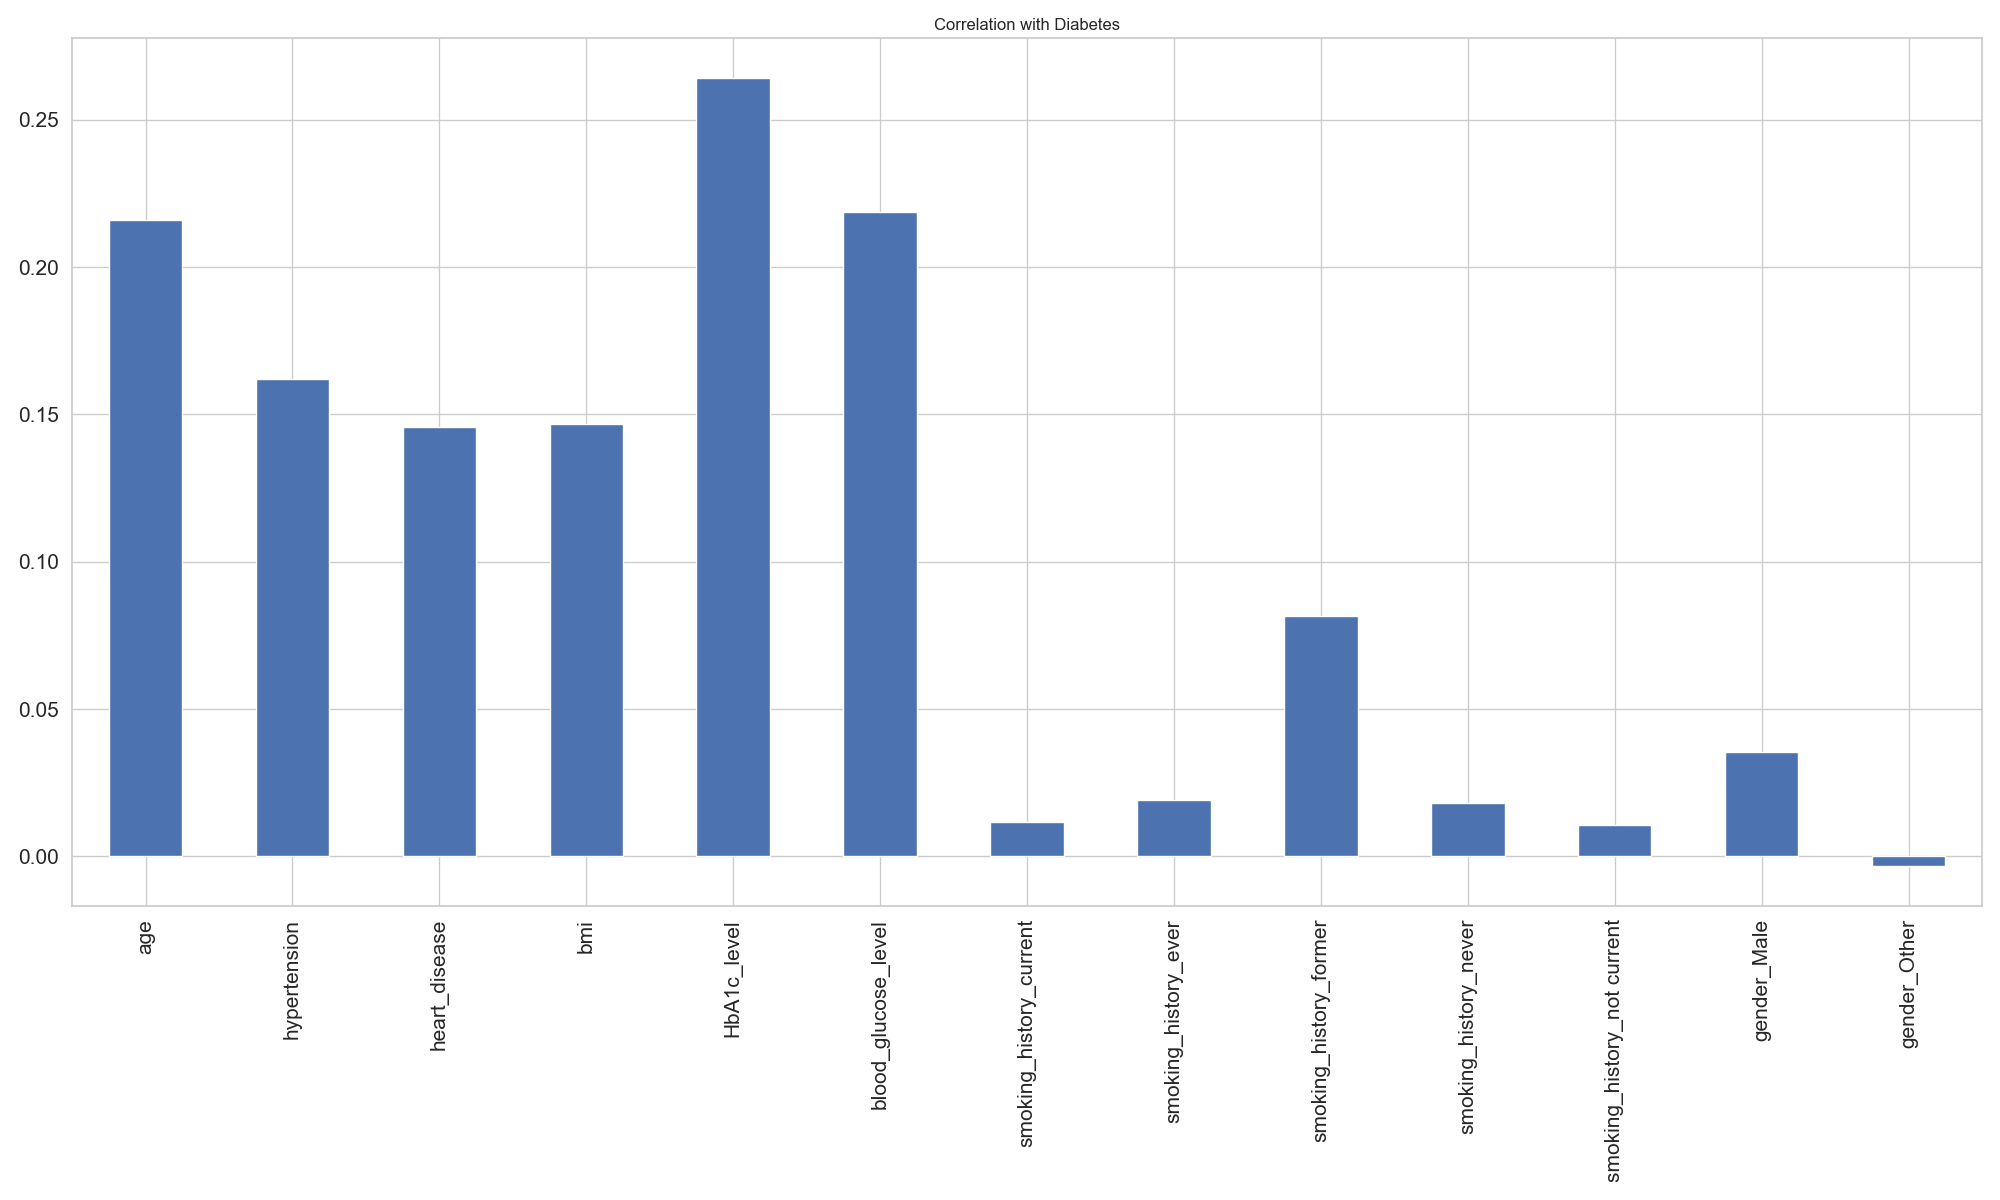 Correlation with Diabetes
0.25
0.20
0.15
0.10
0.05
0.00
age
hypertension
heart_disease
bmi
HbA1c_level
blood_glucose_level
smoking_history_current
smoking_history_ever
smoking_history_former
smoking_history_never
smoking_history_not current
gender_Male
gender_Other